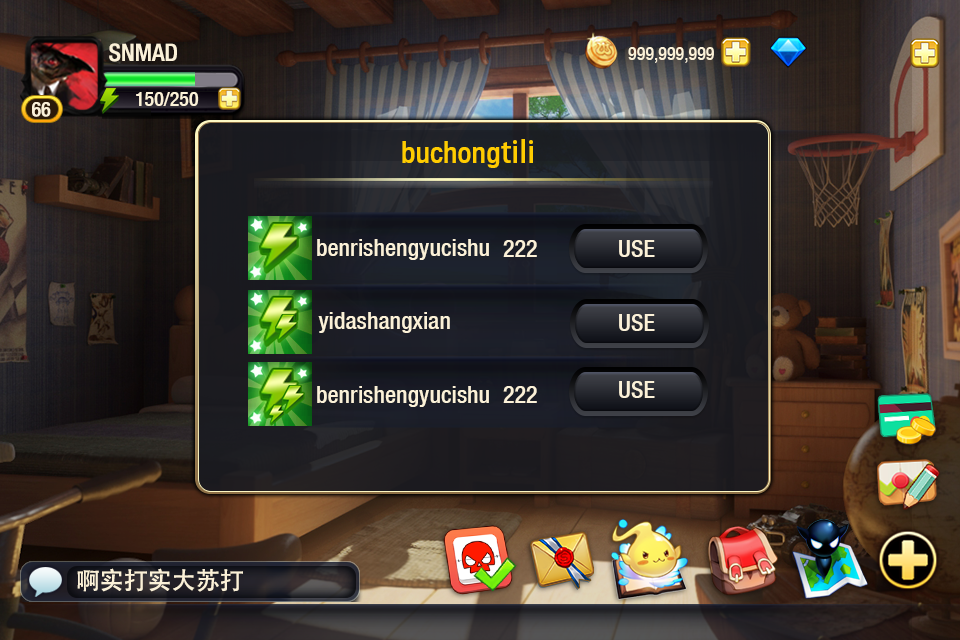 SNMAD
999,999,999
150/250
66
buchongtili
benrishengyucishu 222
USE
yidashangxian
USE
benrishengyucishu 222
USE
啊实打实大苏打